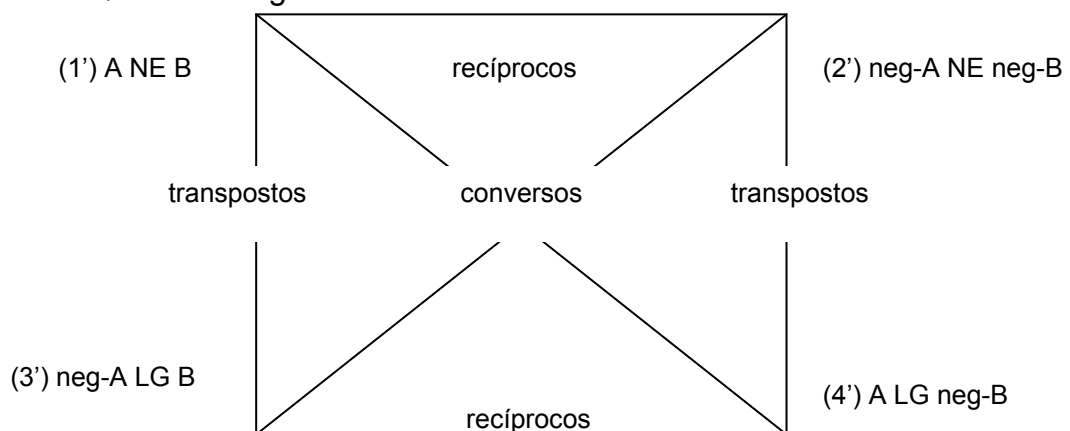 (1’) A NE B
recíprocos
(2’) neg-A NE neg-B
transpostos
conversos
transpostos
(3’) neg-A LG B
(4’) A LG neg-B
recíprocos